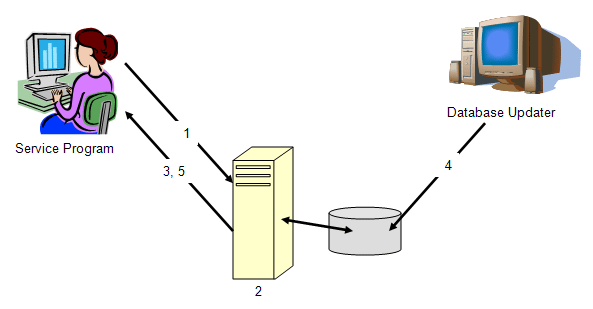 Database Updater
1
Service Program
3, 5
4
2